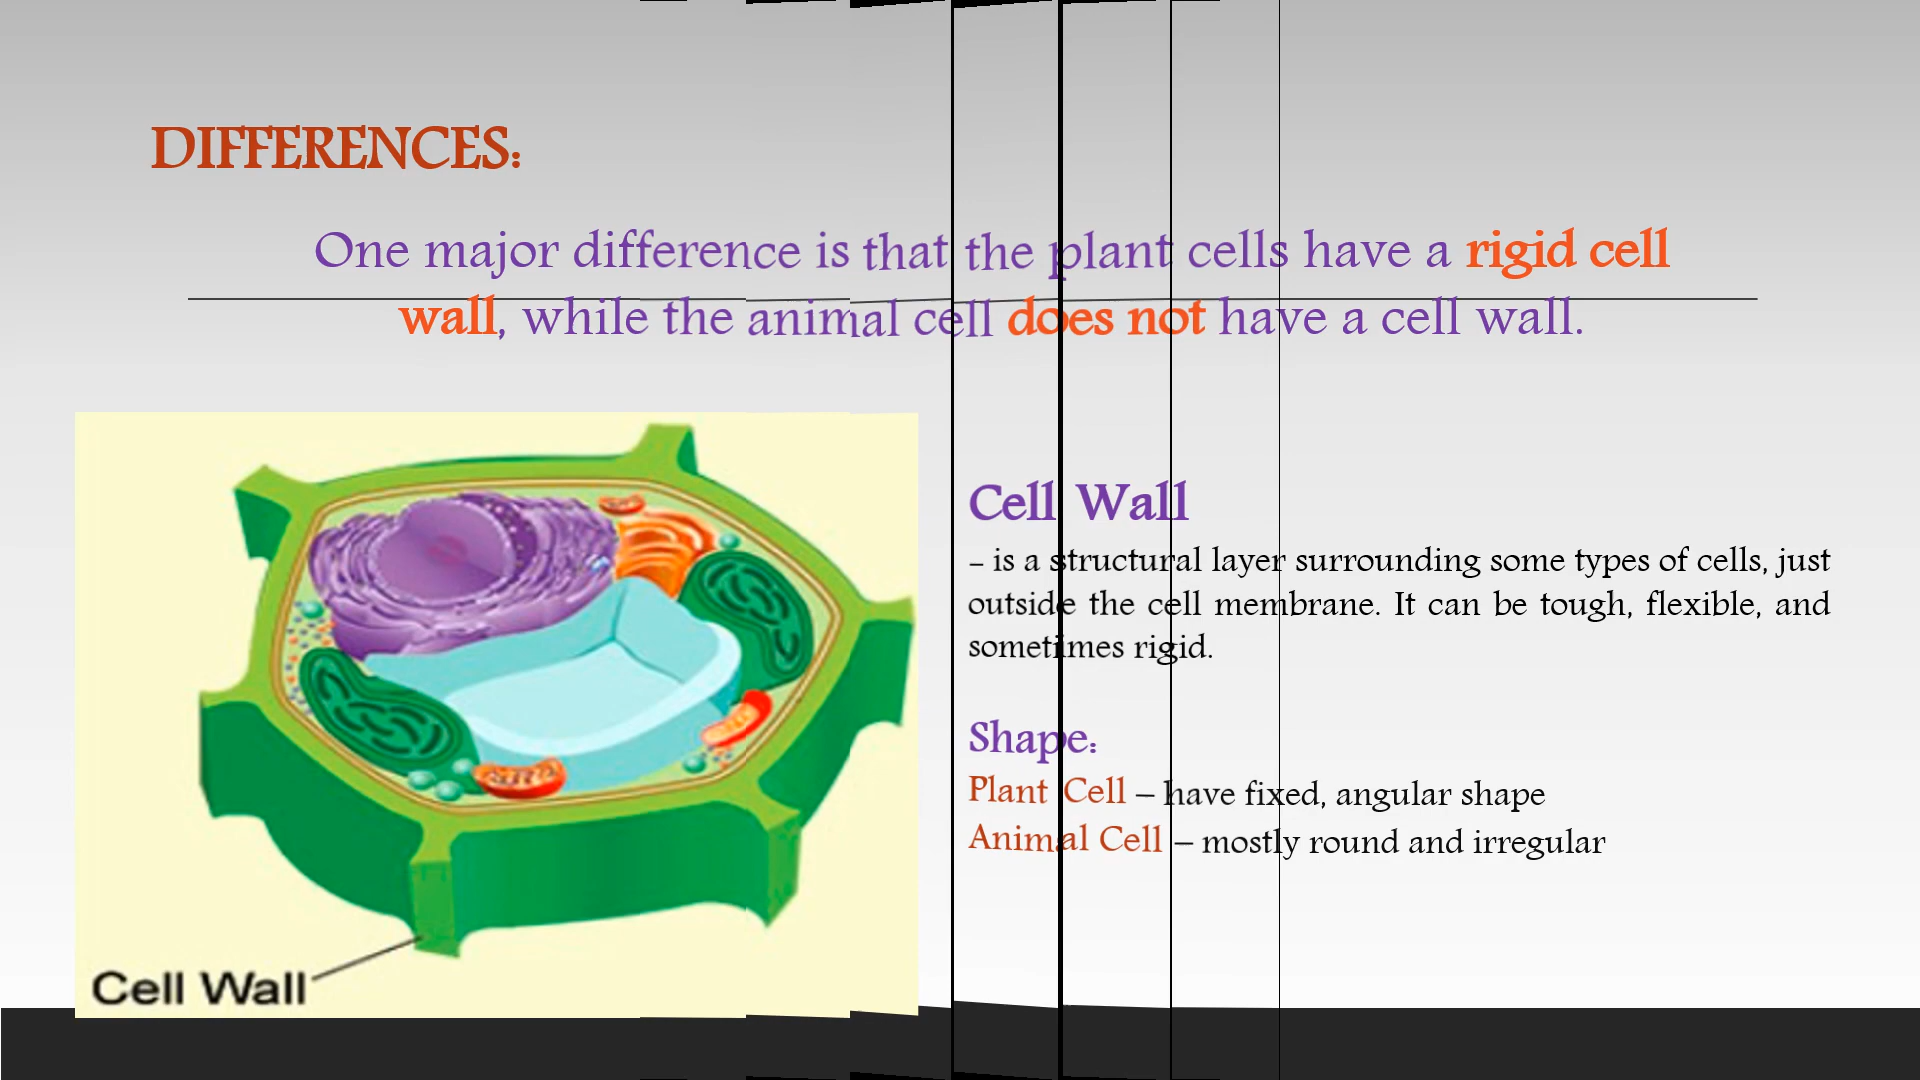 DIFFERENCES:
One major difference is that the plant cells have a rigid cell
wall, while the animal cell does not have a cell wall.
Cell Wall
– is a structural layer surrounding some types of cells, just
outside the cell membrane. It can be tough, flexible, and
sometimes rigid.
Shape:
Plant Cell – have fixed, angular shape
Animal Cell – mostly round and irregular
Cell Wall